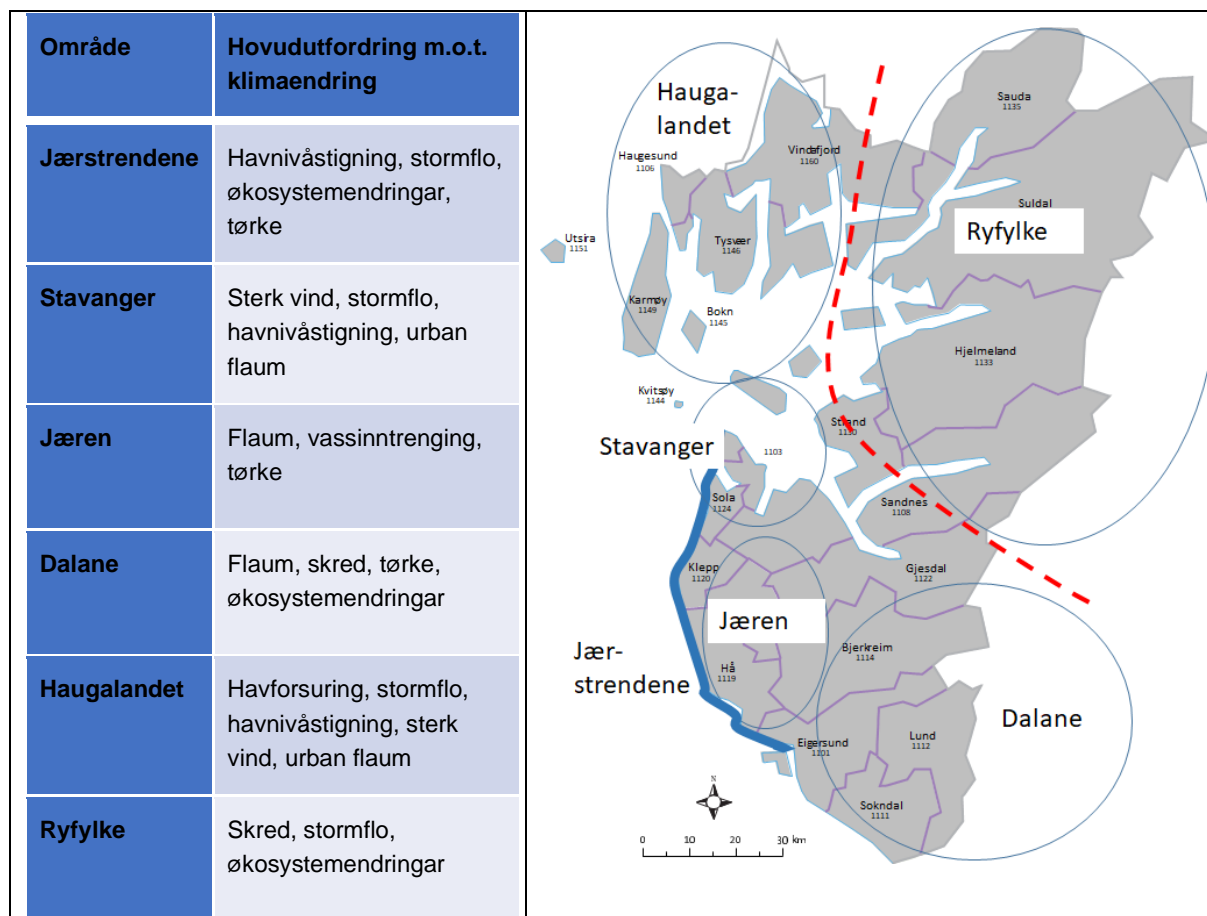 Område
Hovudutfordring m.o.t.
klimaendring
Jærstrendene
Havnivåstigning, stormflo,
økosystemendringar,
tørke
Stavanger
Sterk vind, stormflo,
havnivåstigning, urban
flaum
Jæren
Flaum, vassinntrenging,
tørke
Dalane
Flaum, skred, tørke,
økosystemendringar
Haugalandet
Havforsuring, stormflo,
havnivåstigning, sterk
vind, urban flaum
Ryfylke
Skred, stormflo,
økosystemendringar
Hauga-
landet
Sauda
1135
Haugesund
1106
Vindafjord
1160
Suldal
Ryfylke
Utsira
1151
Tysvær
1146
Karmøy
1149
Bokn
1145
Hjelmeland
1133
Kvitsøy
1144
Strand
1130
Stavanger
1103
Sola
1124
Sandnes
1108
Klepp
1120
Gjesdal
1122
Jæren
Jær-
strendene
Hå
1119
Bjerkreim
1114
Dalane
Eigersund
1101
Lund
1112
Sokndal
1111
N
0 10 20 30 km